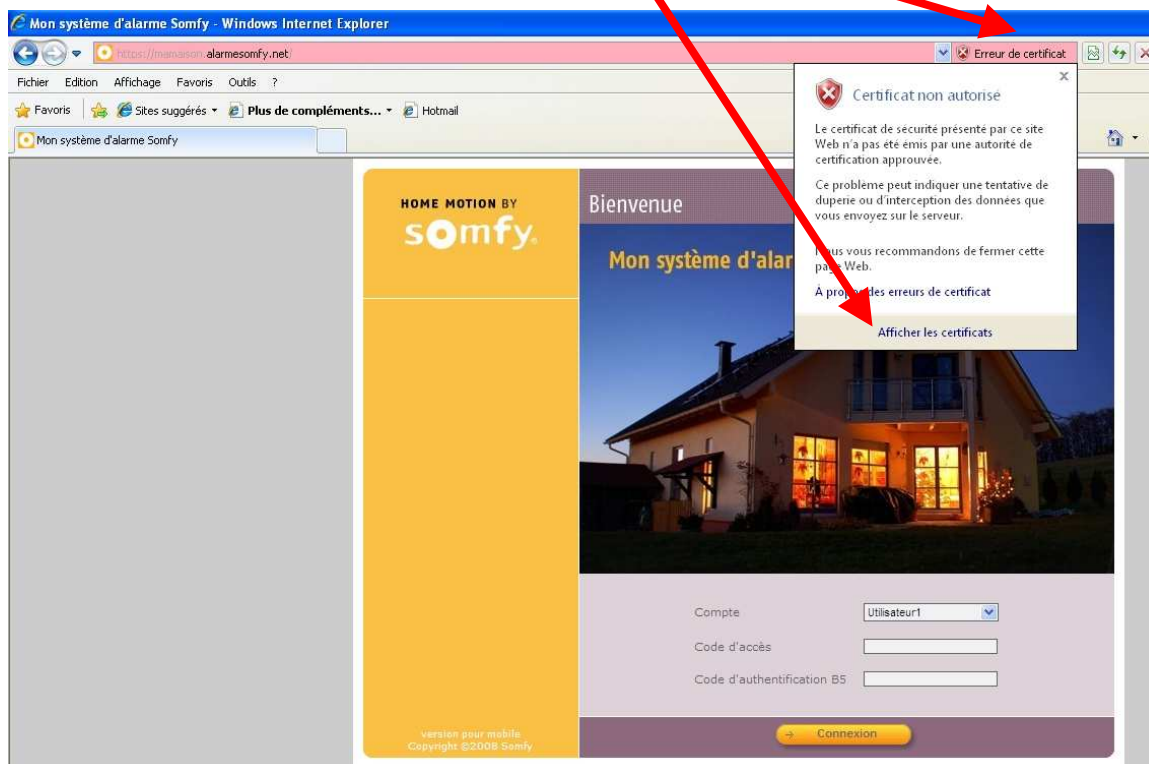 Mon système d'alarme Somfy - Windows Internet Explorer
https://mamaison.alarmesomfy.net/
Erreur de certificat
Fichier Edition Affichage Favoris Outils ?
Favoris Sites suggérés Plus de compléments... Hotmail
Mon système d'alarme Somfy
x
Certificat non autorisé
Le certificat de sécurité présenté par ce site
Web n'a pas été émis par une autorité de
certification approuvée.
Ce problème peut indiquer une tentative de
duperie ou d'interception des données que
vous envoyez sur le serveur.
Nous vous recommandons de fermer cette
page Web.
À propos des erreurs de certificat
Afficher les certificats
HOME MOTION BY
somfy.
Bienvenue
Mon système d'alar
Compte
Utilisateur1
Code d'accès
Code d'authentification B5
Connexion
version pour mobile
Copyright ©2008 Somfy